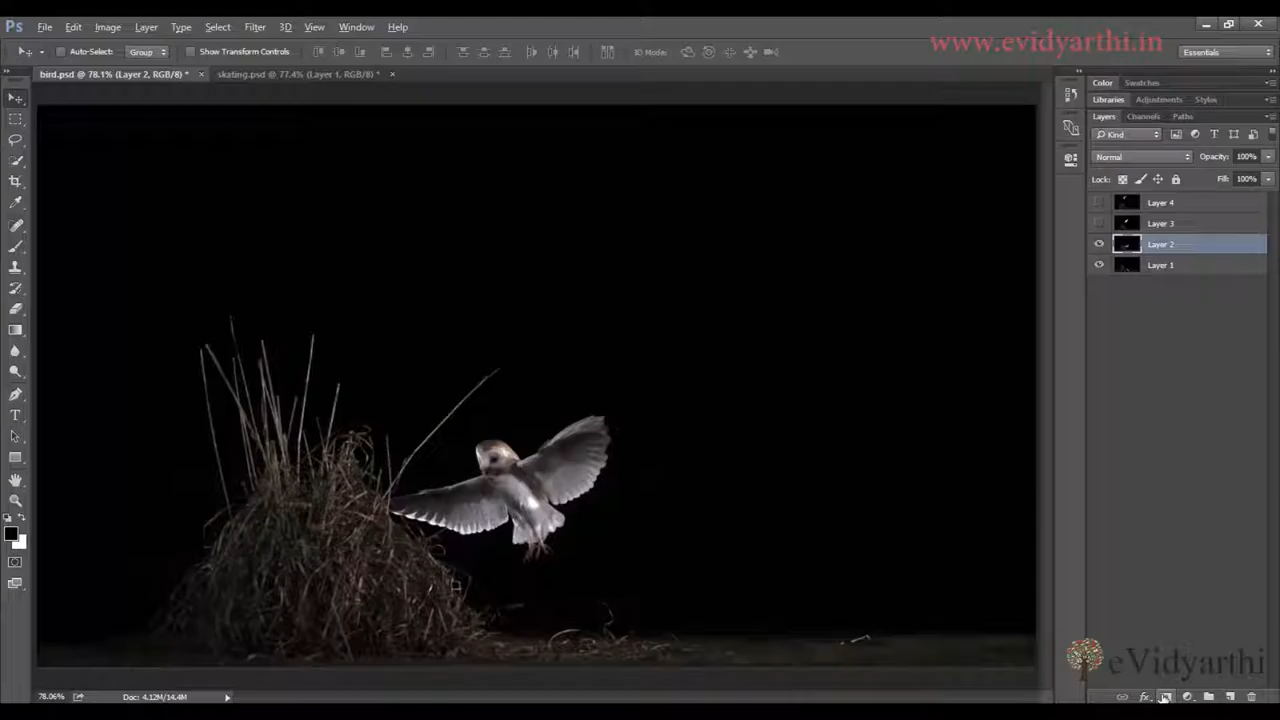 Ps File Edit Image Layer Type Select Filter 3D View Window Help
Auto-Select: Group Show Transform Controls 3D Mode: Essentials
www.evidyarthi.in
bird.psd @ 78.1% (Layer 2, RGB/8) * × skating.psd @ 77.4% (Layer 1, RGB/8) * ×
Color Swatches
Libraries Adjustments Styles
Layers Channels Paths
Kind
Normal Opacity: 100%
Lock: Fill: 100%
Layer 4
Layer 3
Layer 2
Layer 1
eVidyarthi
78.06% Doc: 4.12M/14.4M
fx